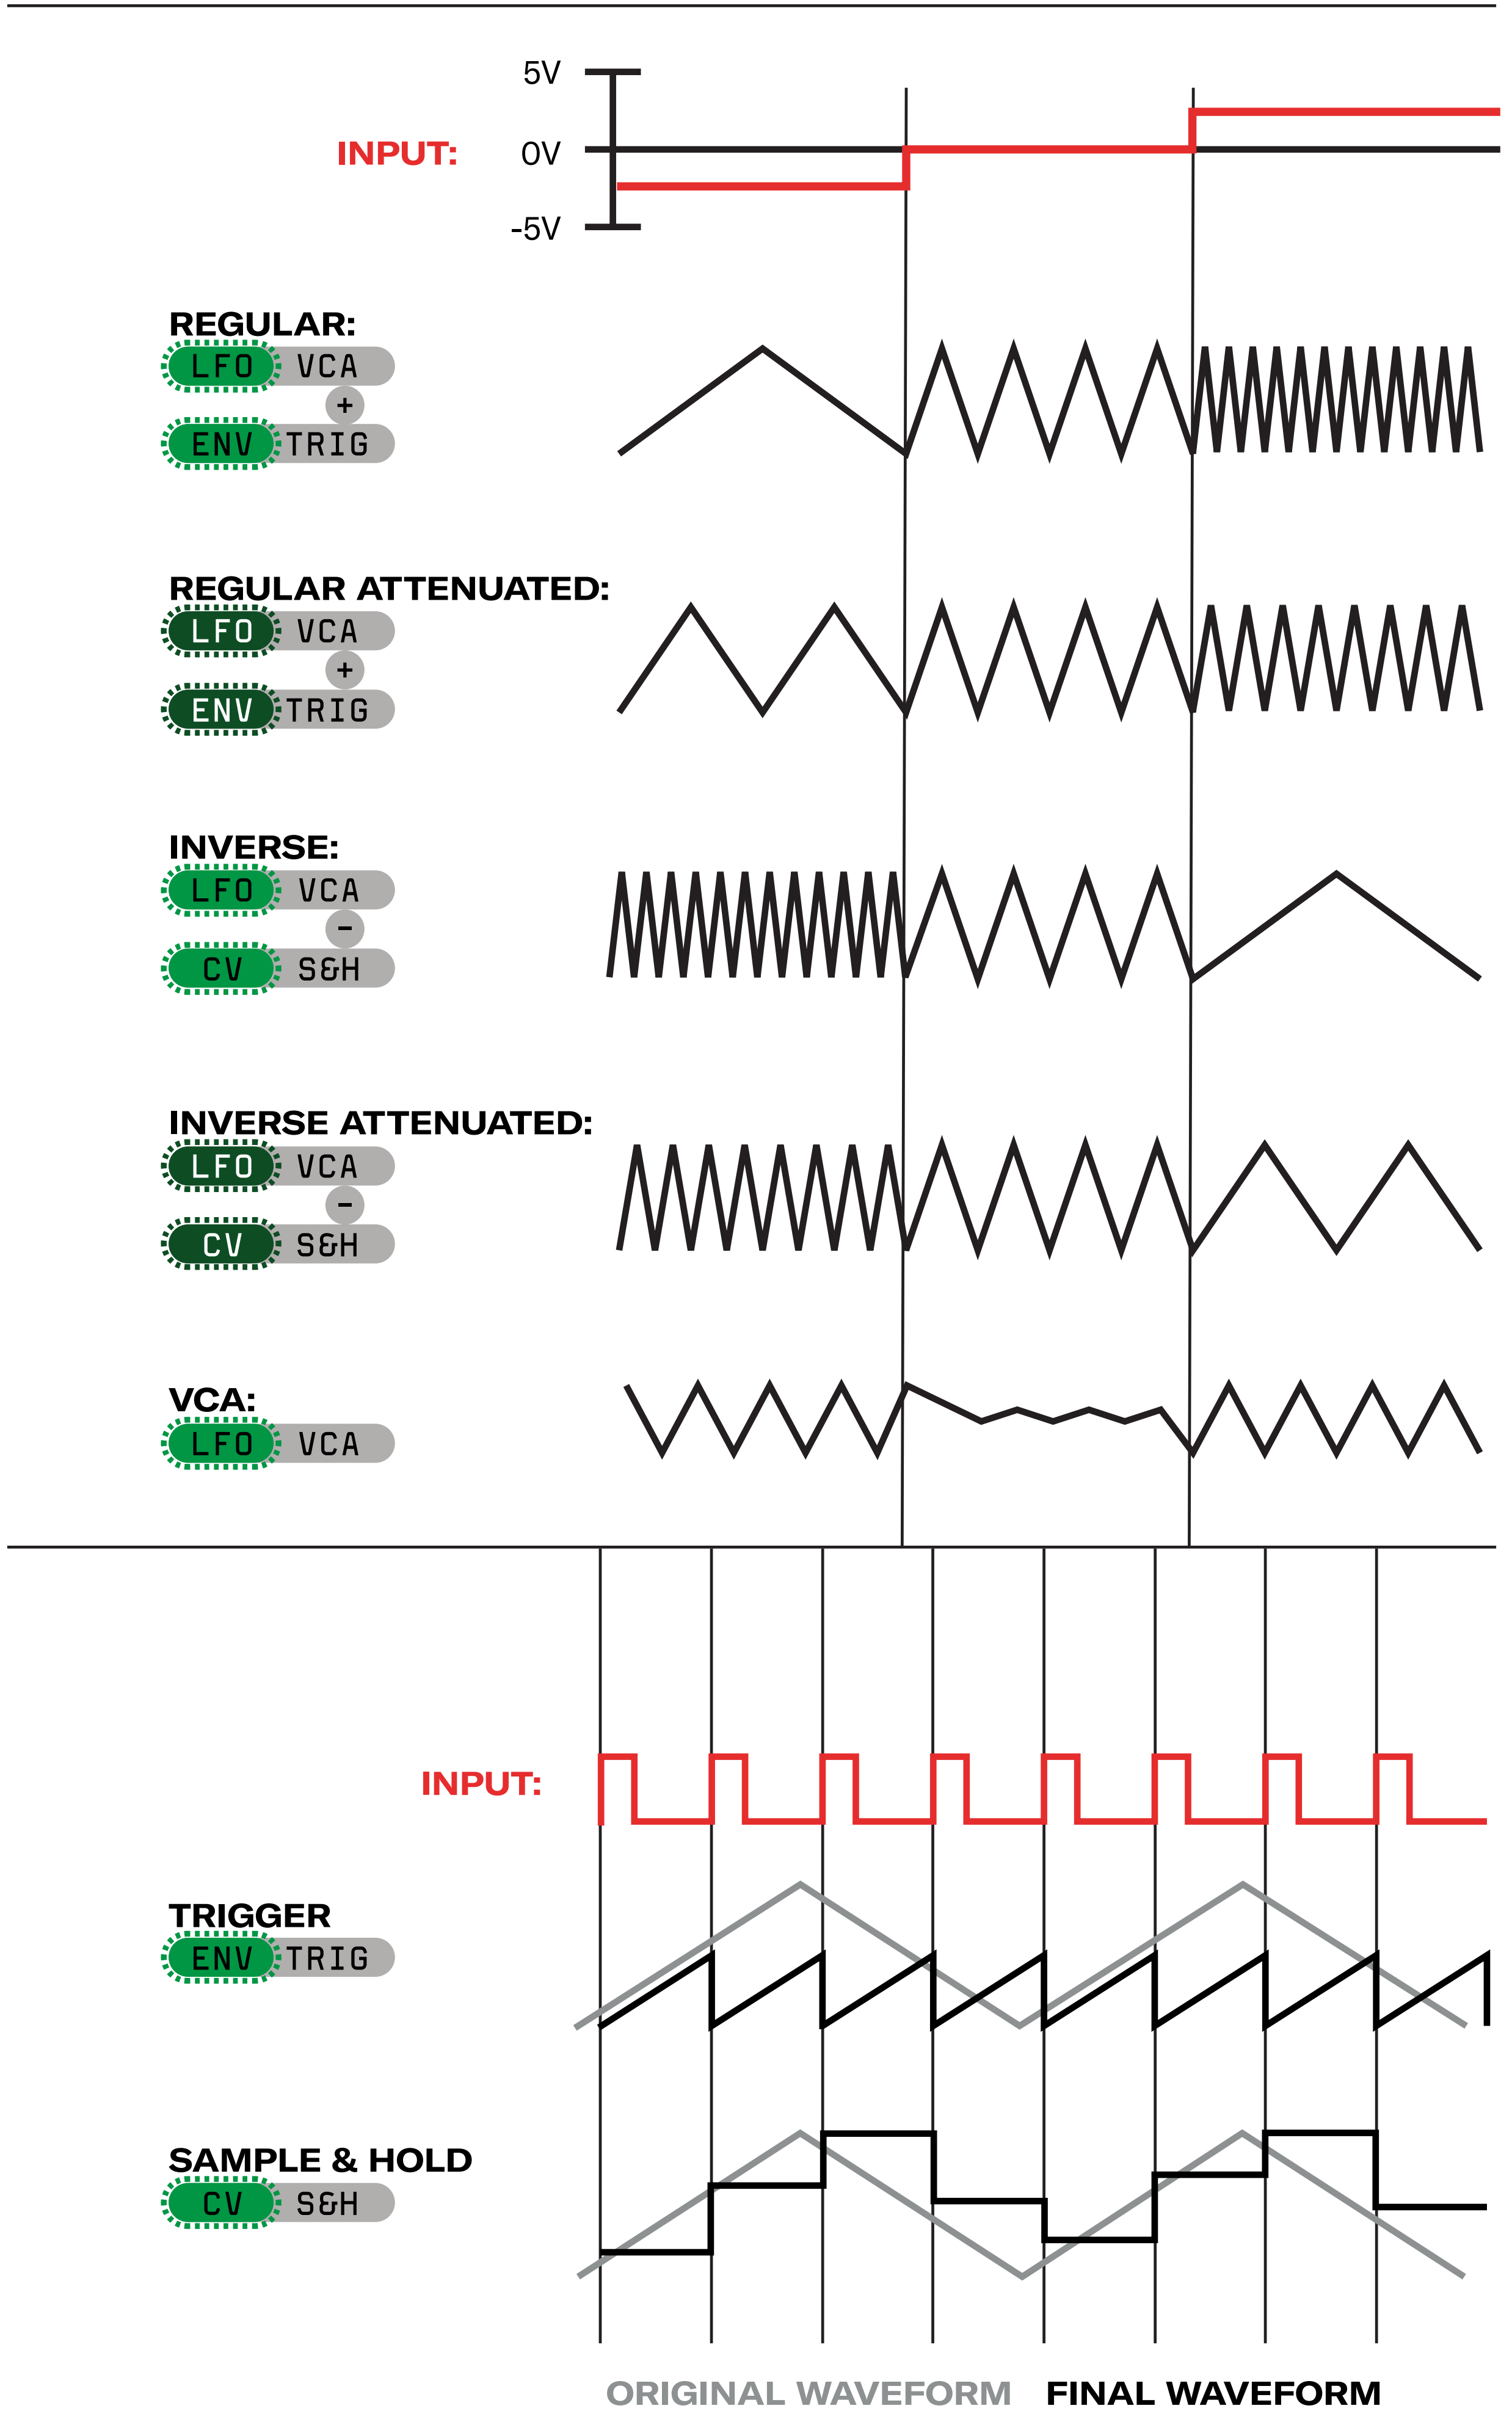 5V
INPUT: 0V
-5V
REGULAR:
LFO VCA
+
ENV TRIG
REGULAR ATTENUATED:
LFO VCA
+
ENV TRIG
INVERSE:
LFO VCA
-
CV S&H
INVERSE ATTENUATED:
LFO VCA
-
CV S&H
VCA:
LFO VCA
INPUT:
TRIGGER
ENV TRIG
SAMPLE & HOLD
CV S&H
ORIGINAL WAVEFORM FINAL WAVEFORM